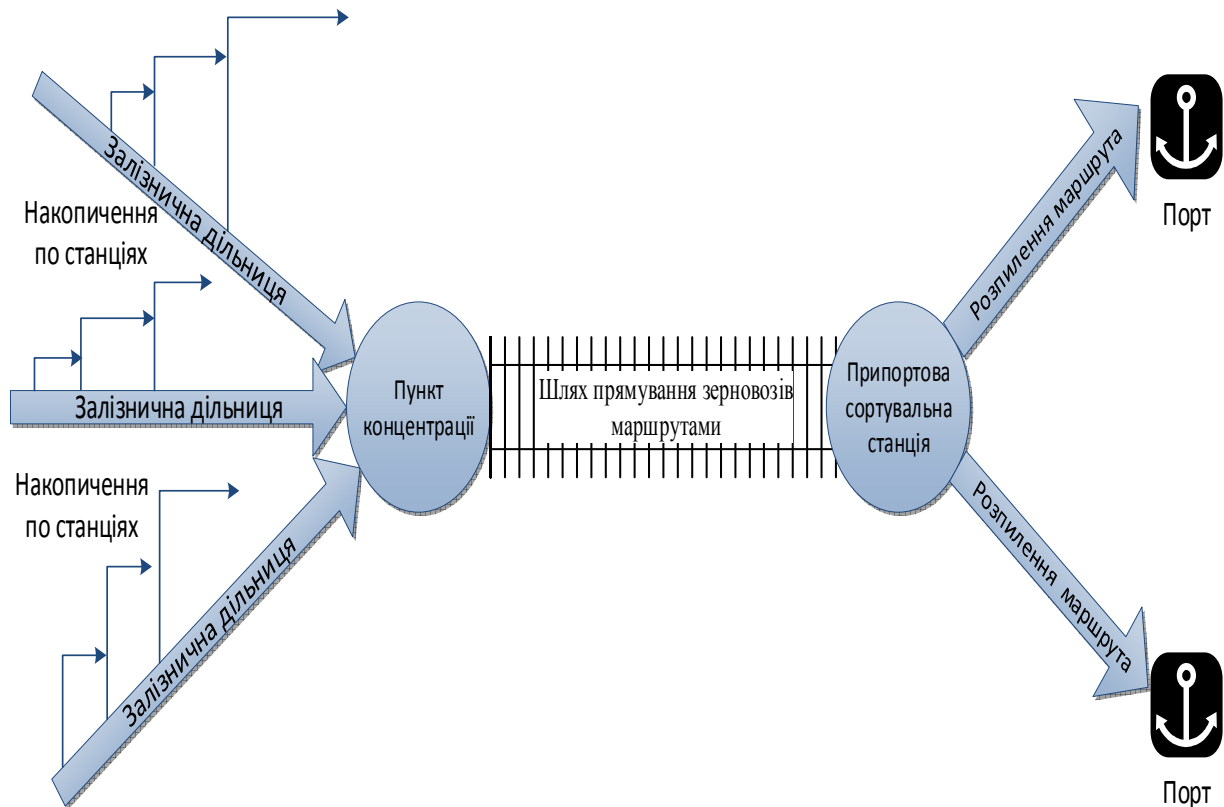 Залізнична дільниця
Накопичення
по станціях
Залізнична дільниця
Накопичення
по станціях
Залізнична дільниця
Пункт
концентрації
Шлях прямування зерновозів
маршрутами
Припортова
сортувальна
станція
Розпилення маршрута
Порт
Розпилення маршрута
Порт